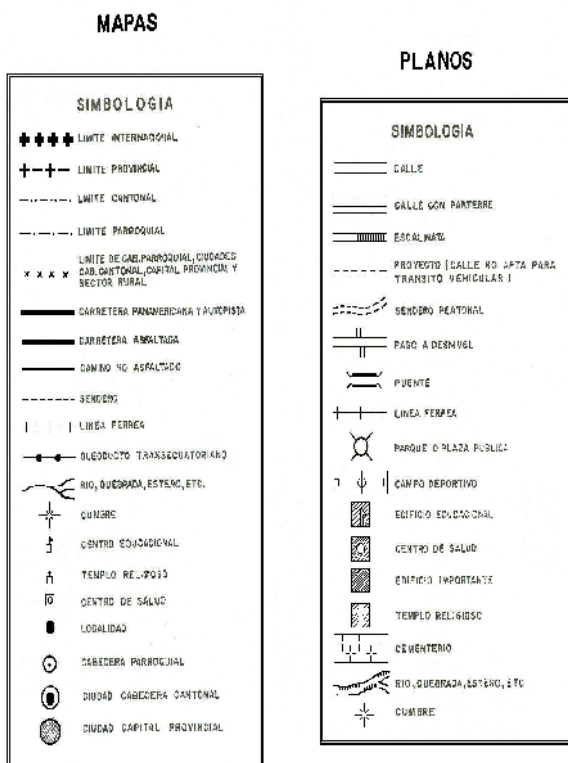 MAPAS
SIMBOLOGIA
LIMITE INTERNACIONAL
LIMITE PROVINCIAL
LIMITE CANTONAL
LIMITE PARROQUIAL
LIMITE DE CAB. PARROQUIAL, CIUDADES
CAB. CANTONAL, CAPITAL PROVINCIAL Y
SECTOR RURAL
CARRETERA PANAMERICANA Y AUTOPISTA
CARRETERA ASFALTADA
CAMINO NO ASFALTADO
SENDERO
LINEA FERREA
OLEODUCTO TRANSECUATORIANO
RIO, QUEBRADA, ESTERO, ETC.
CUMBRE
CENTRO EDUCACIONAL
TEMPLO RELIGIOSO
CENTRO DE SALUD
LOCALIDAD
CABECERA PARROQUIAL
CIUDAD CABECERA CANTONAL
CIUDAD CAPITAL PROVINCIAL
PLANOS
SIMBOLOGIA
CALLE
CALLE CON PARTERRE
ESCALINATA
PROYECTO (CALLE NO APTA PARA
TRANSITO VEHICULAR)
SENDERO PEATONAL
PASO A DESNIVEL
PUENTE
LINEA FERREA
PARQUE O PLAZA PUBLICA
CAMPO DEPORTIVO
EDIFICIO EDUCACIONAL
CENTRO DE SALUD
EDIFICIO IMPORTANTE
TEMPLO RELIGIOSO
CEMENTERIO
RIO, QUEBRADA, ESTERO, ETC
CUMBRE